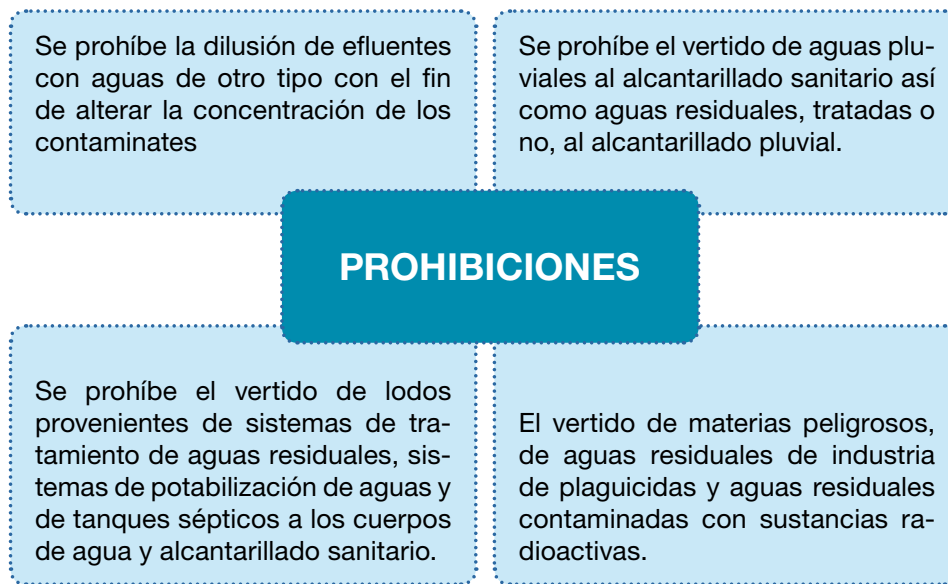 Se prohíbe la dilusión de efluentes
con aguas de otro tipo con el fin
de alterar la concentración de los
contaminates
Se prohíbe el vertido de aguas plu-
viales al alcantarillado sanitario así
como aguas residuales, tratadas o
no, al alcantarillado pluvial.
PROHIBICIONES
Se prohíbe el vertido de lodos
provenientes de sistemas de tra-
tamiento de aguas residuales, sis-
temas de potabilización de aguas y
de tanques sépticos a los cuerpos
de agua y alcantarillado sanitario.
El vertido de materias peligrosos,
de aguas residuales de industria
de plaguicidas y aguas residuales
contaminadas con sustancias ra-
dioactivas.